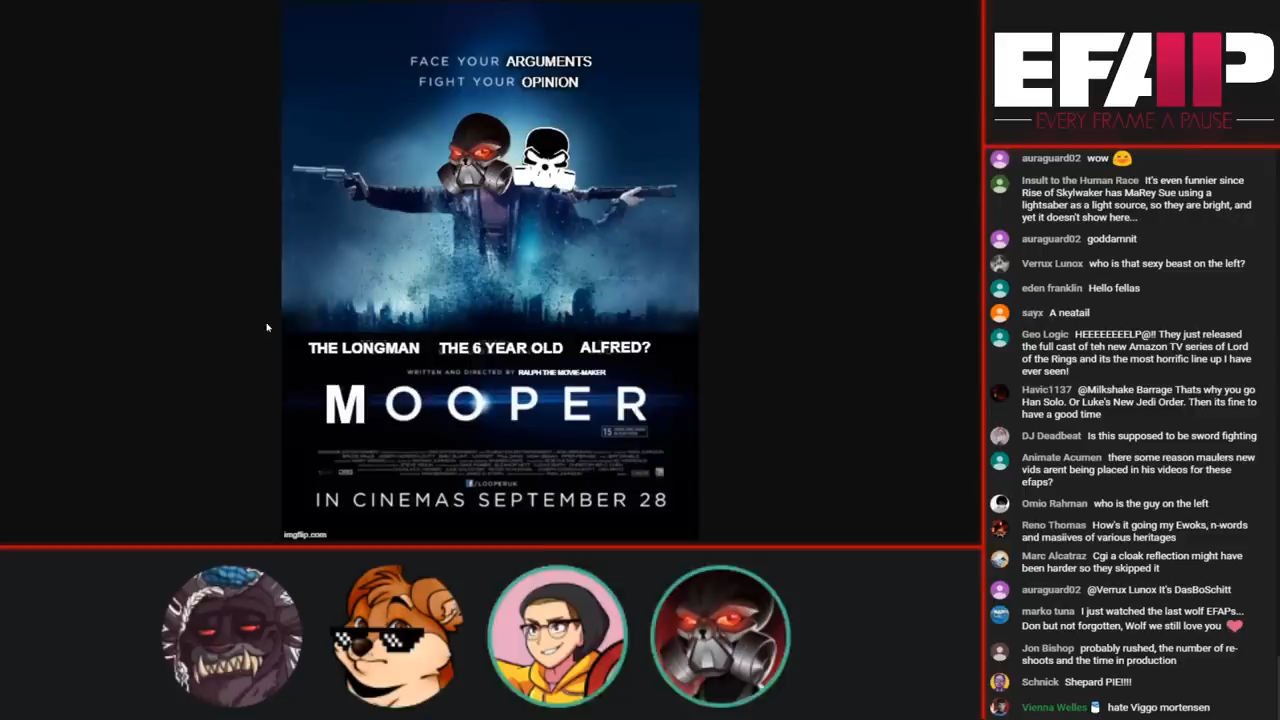 FACE YOUR ARGUMENTS
FIGHT YOUR OPINION
THE LONGMAN THE 6 YEAR OLD ALFRED?
WRITTEN AND DIRECTED BY RALPH THE MOVIE-MAKER
MOOPER
15
/LOOPERUK
IN CINEMAS SEPTEMBER 28
imgflip.com
EFAP
EVERY FRAME A PAUSE
auraguard02 wow
Insult to the Human Race It's even funnier since
Rise of Skylwaker has MaRey Sue using a
lightsaber as a light source, so they are bright, and
yet it doesn't show here...
auraguard02 goddamnit
Verrux Lunox who is that sexy beast on the left?
eden franklin Hello fellas
sayx A neatail
Geo Logic HEEEEEEEELP@!! They just released
the full cast of teh new Amazon TV series of Lord
of the Rings and its the most horrific line up I have
ever seen!
Havic1137 @Milkshake Barrage Thats why you go
Han Solo. Or Luke's New Jedi Order. Then its fine to
have a good time
DJ Deadbeat Is this supposed to be sword fighting
Animate Acumen there some reason maulers new
vids arent being placed in his videos for these
efaps?
Omio Rahman who is the guy on the left
Reno Thomas How's it going my Ewoks, n-words
and masiives of various heritages
Marc Alcatraz Cgi a cloak reflection might have
been harder so they skipped it
auraguard02 @Verrux Lunox It's DasBoSchitt
marko tuna I just watched the last wolf EFAPs...
Don but not forgotten, Wolf we still love you
Jon Bishop probably rushed, the number of re-
shoots and the time in production
Schnick Shepard PIE!!!!
Vienna Welles hate Viggo mortensen